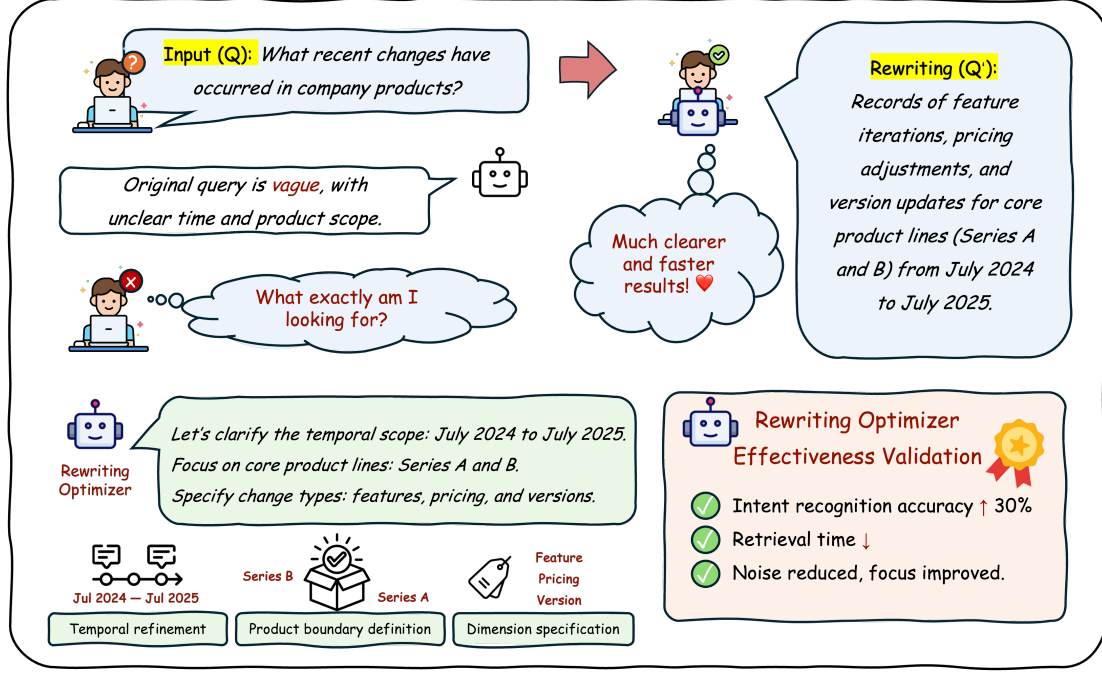 Input (Q): What recent changes have
occurred in company products?
Original query is vague, with
unclear time and product scope.
What exactly am I
looking for?
Much clearer
and faster
results!
Rewriting (Q'):
Records of feature
iterations, pricing
adjustments, and
version updates for core
product lines (Series A
and B) from July 2024
to July 2025.
Rewriting
Optimizer
Let's clarify the temporal scope: July 2024 to July 2025.
Focus on core product lines: Series A and B.
Specify change types: features, pricing, and versions.
Jul 2024 — Jul 2025
Temporal refinement
Series B
Series A
Product boundary definition
Feature
Pricing
Version
Dimension specification
Rewriting Optimizer
Effectiveness Validation
Intent recognition accuracy ↑ 30%
Retrieval time ↓
Noise reduced, focus improved.